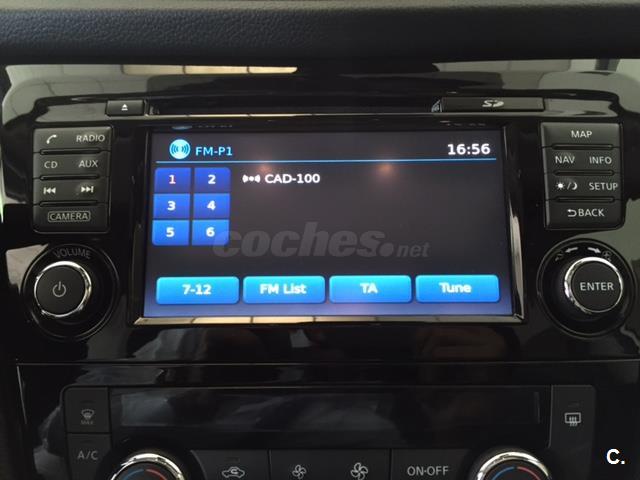 RADIO
CD AUX
CAMERA
VOLUME
SD
FM-P1 16:56
1 2 CAD-100
3 4
5 6
coches.net
7-12 FM List TA Tune
MAP
NAV INFO
SETUP
BACK
ENTER
A/C
ON-OFF
C.